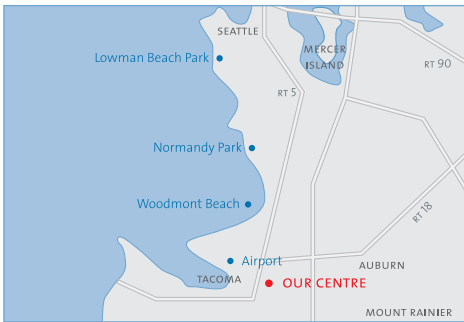 SEATTLE
Lowman Beach Park
MERCER
ISLAND
RT 90
RT 5
Normandy Park
Woodmont Beach
RT 18
Airport
AUBURN
TACOMA
OUR CENTRE
MOUNT RAINIER